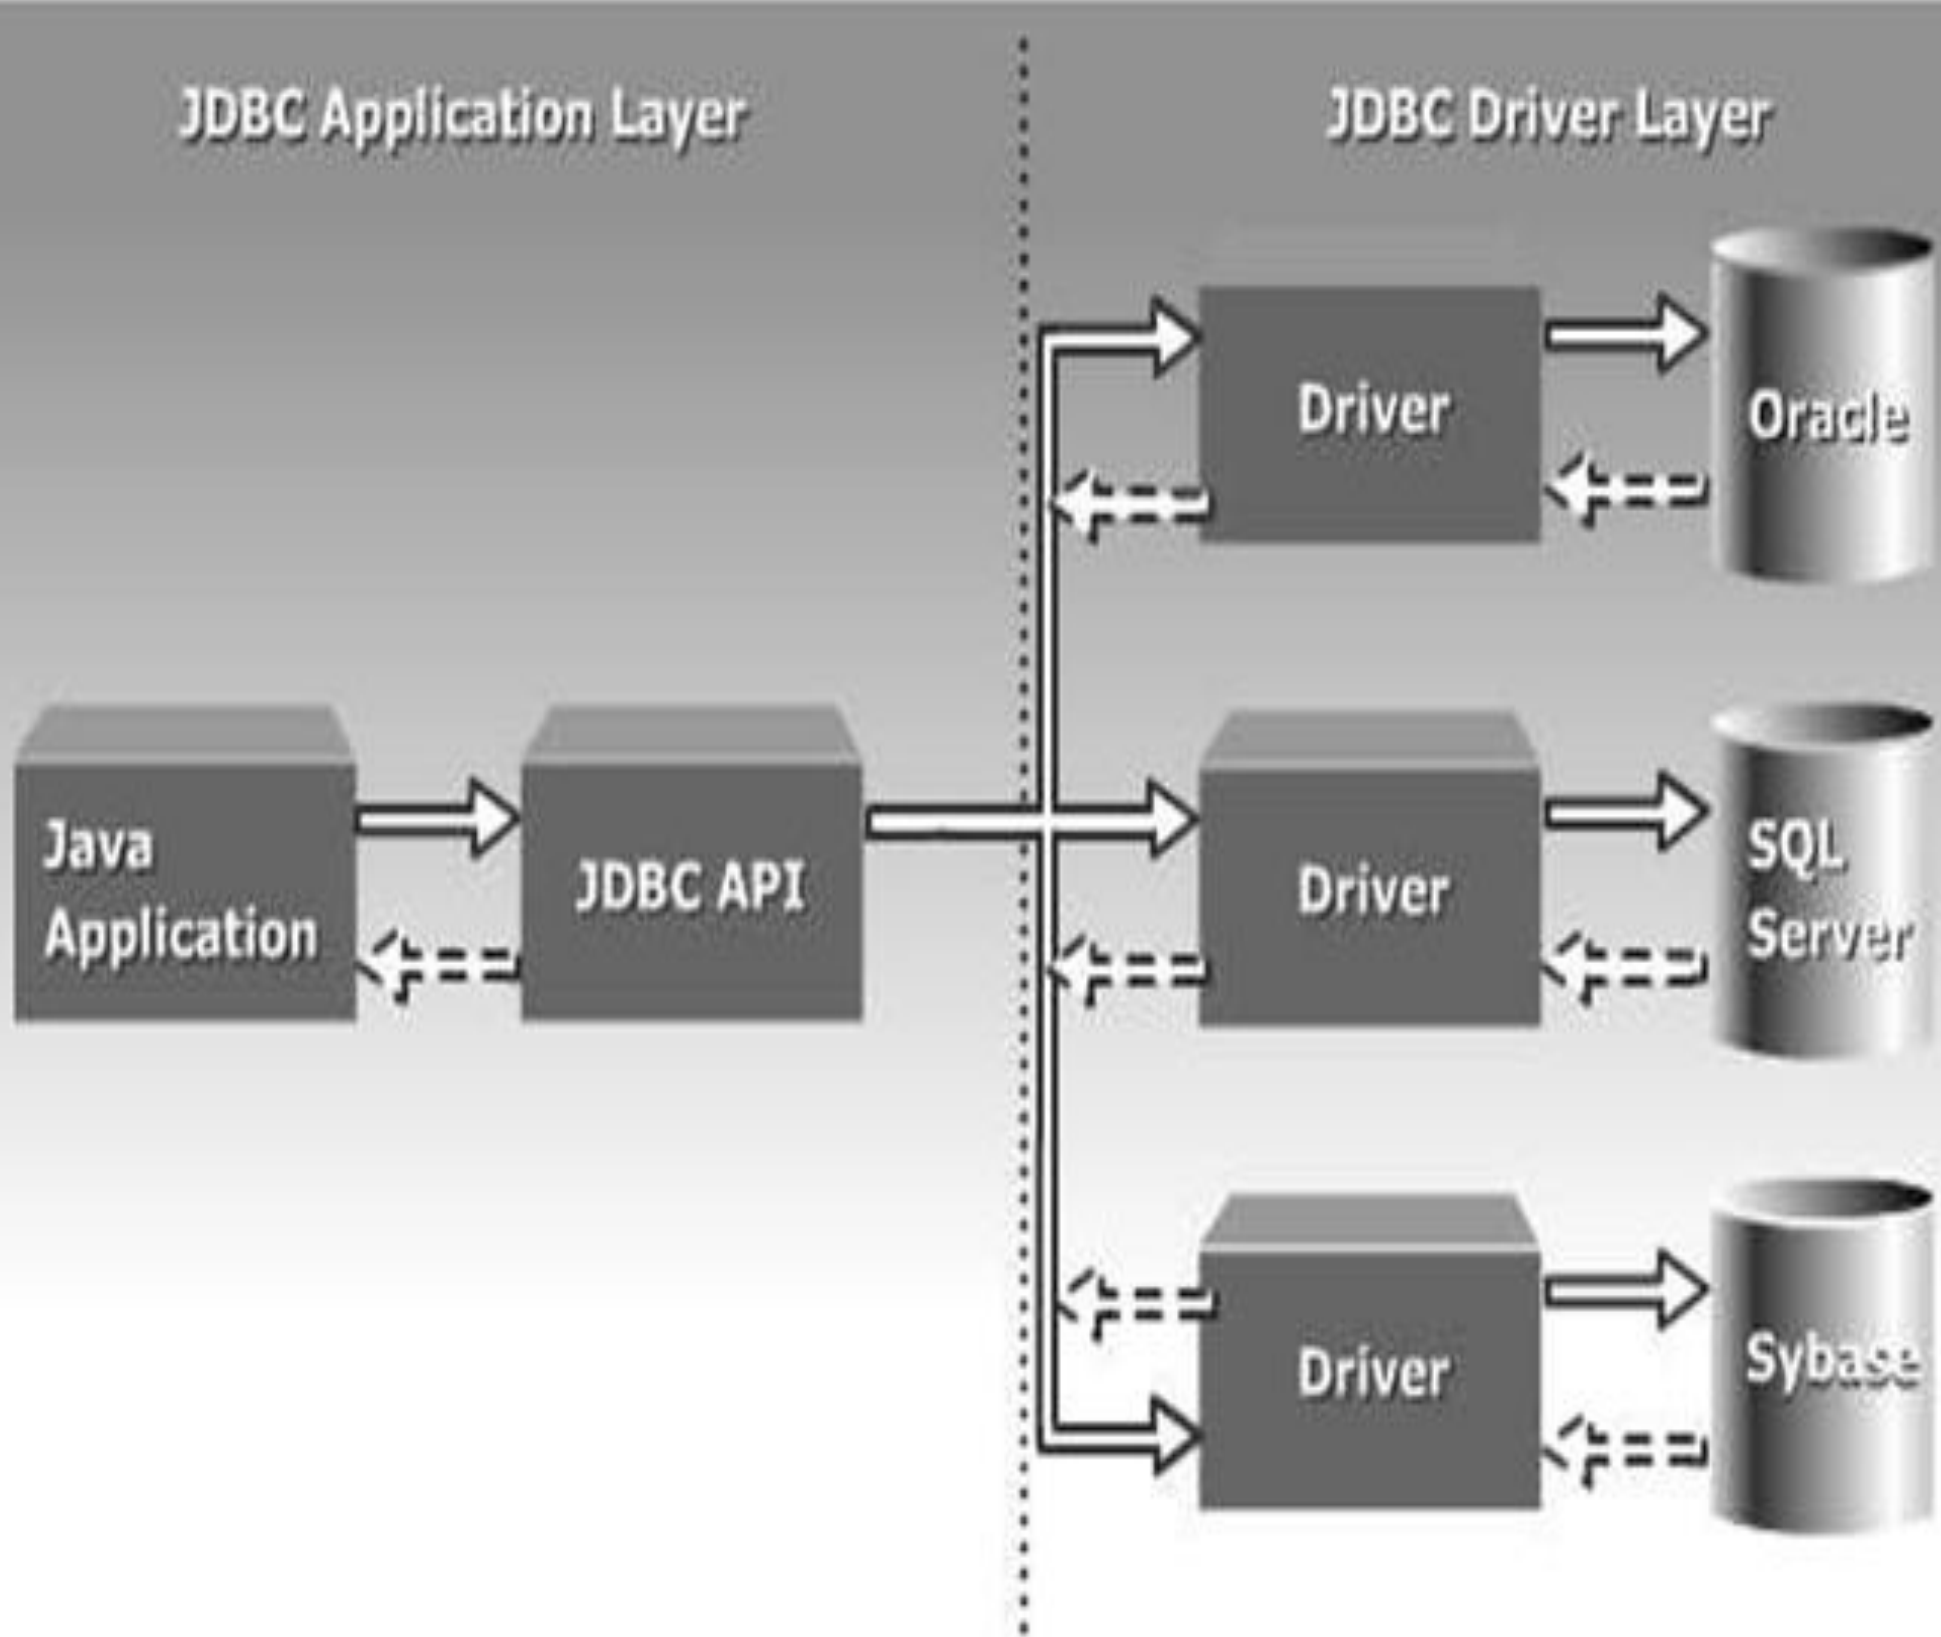 JDBC Application Layer
JDBC Driver Layer
Driver
Oracle
Java
Application
JDBC API
Driver
SQL
Server
Driver
Sybase